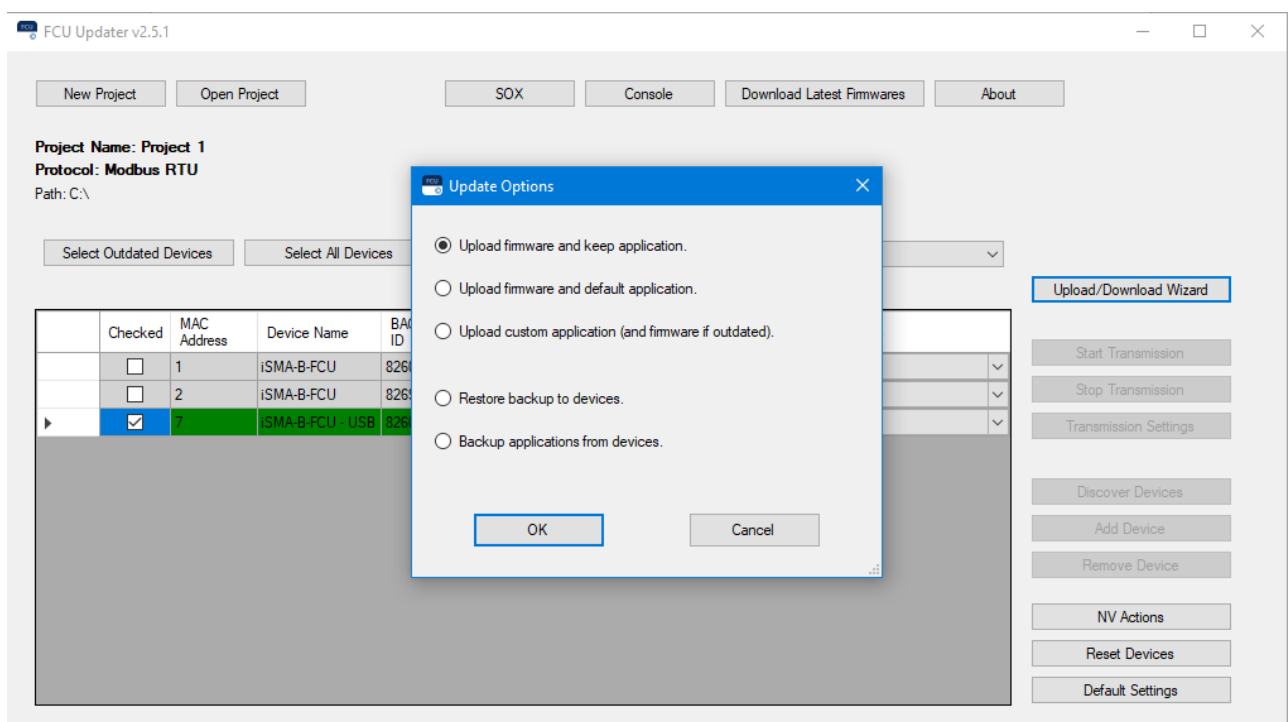 FCU Updater v2.5.1
New Project Open Project SOX Console Download Latest Firmwares About
Project Name: Project 1
Protocol: Modbus RTU
Path: C:\
Select Outdated Devices Select All Devices
Update Options
Upload firmware and keep application.
Upload firmware and default application.
Upload custom application (and firmware if outdated).
Restore backup to devices.
Backup applications from devices.
OK Cancel
Checked MAC Address Device Name ID
1 iSMA-B-FCU
2 iSMA-B-FCU
7 iSMA-B-FCU - USB
Upload/Download Wizard
Start Transmission
Stop Transmission
Transmission Settings
Discover Devices
Add Device
Remove Device
NV Actions
Reset Devices
Default Settings